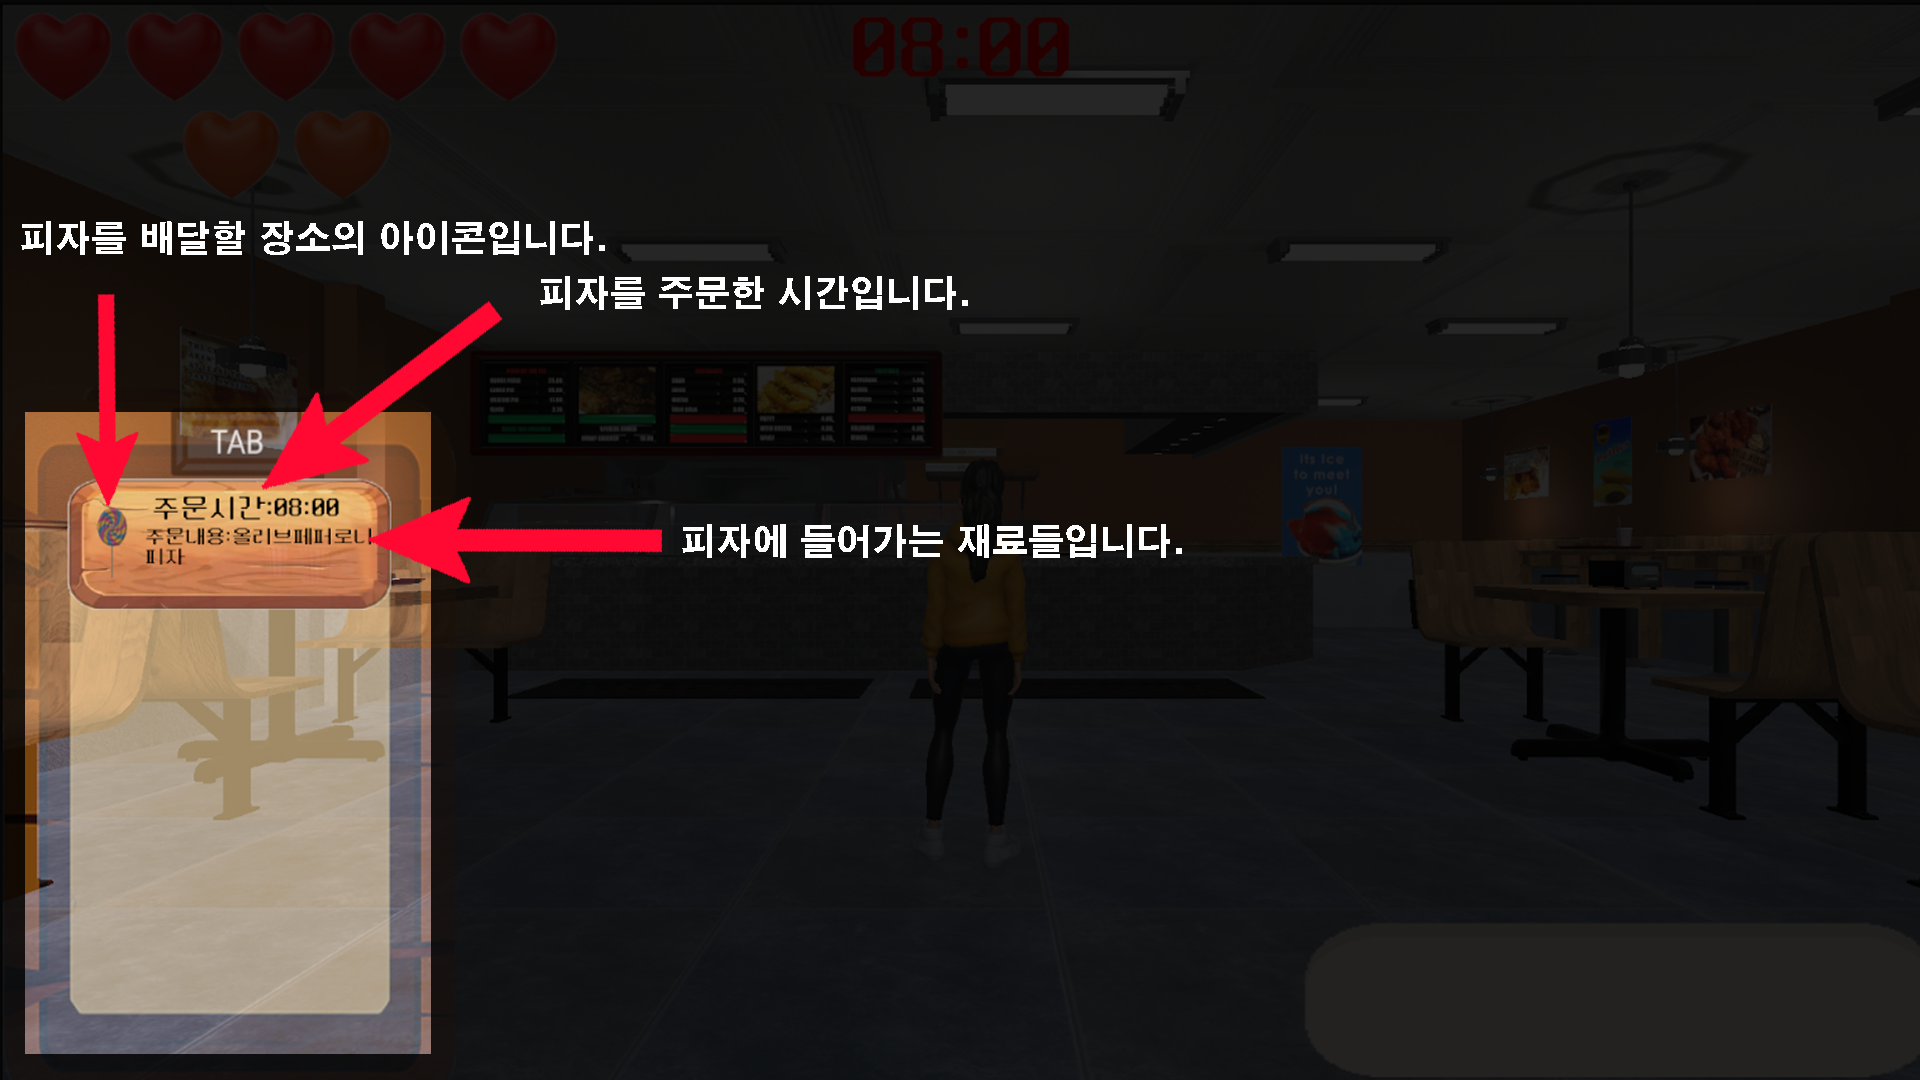 08:00
피자를 배달할 장소의 아이콘입니다.
피자를 주문한 시간입니다.
TAB
주문시간:08:00
주문내용:올리브페퍼로니
피자
피자에 들어가는 재료들입니다.
Its Ice
to meet
you!